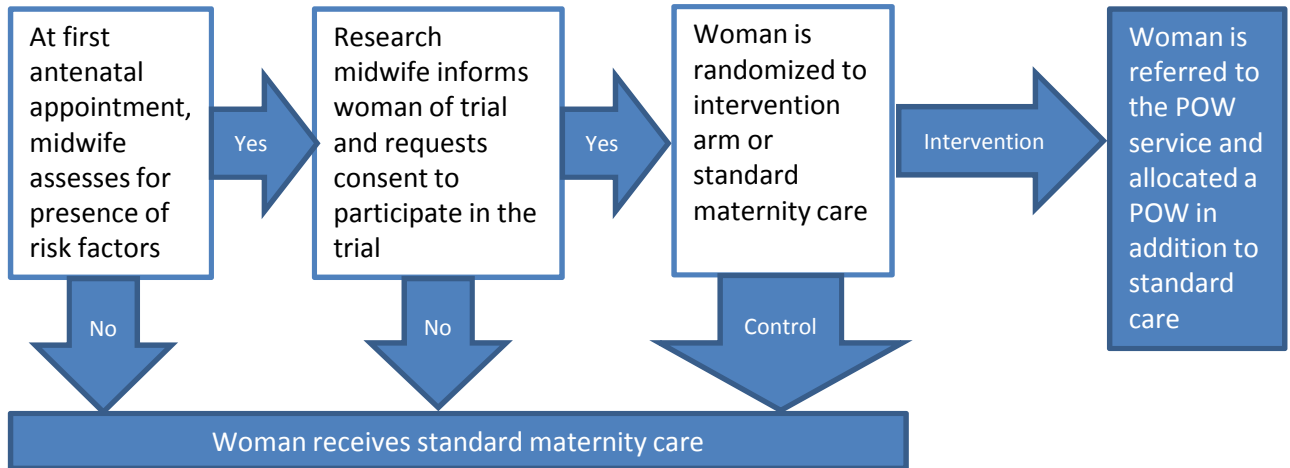 At first
antenatal
appointment,
midwife
assesses for
presence of
risk factors
Yes
Research
midwife informs
woman of trial
and requests
consent to
participate in the
trial
Yes
Woman is
randomized to
intervention
arm or
standard
maternity care
Intervention
Woman is
referred to
the POW
service and
allocated a
POW in
addition to
standard
care
No
No
Control
Woman receives standard maternity care